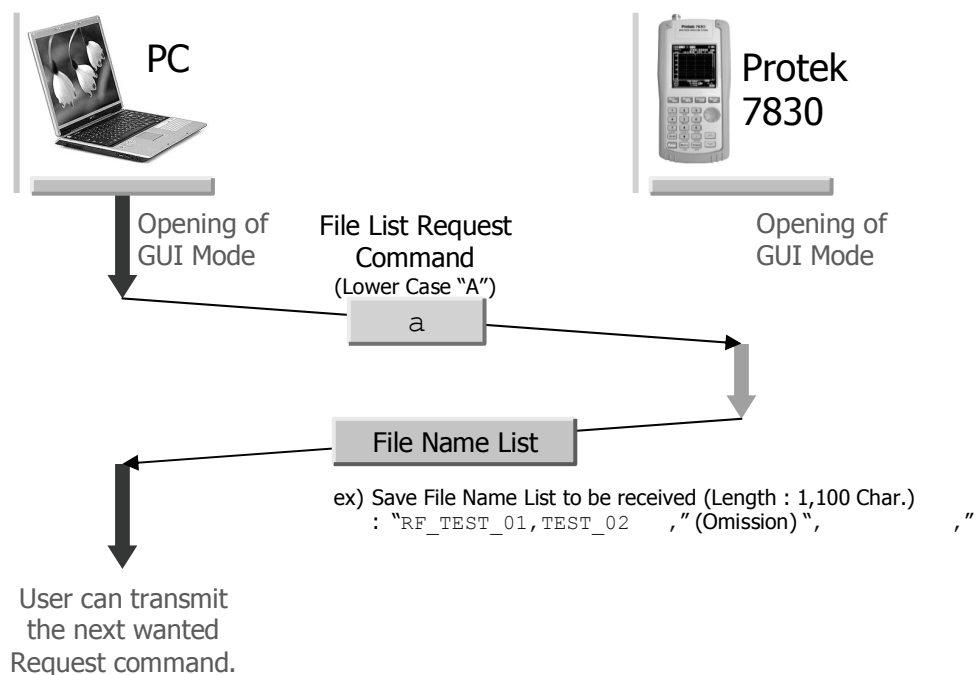 PC
Protek 7830
Protek
7830
Opening of
GUI Mode
File List Request
Command
(Lower Case “A”)
Opening of
GUI Mode
a
File Name List
ex) Save File Name List to be received (Length : 1,100 Char.)
: “RF_TEST_01,TEST_02   ,” (Omission) “,          ,”
User can transmit
the next wanted
Request command.